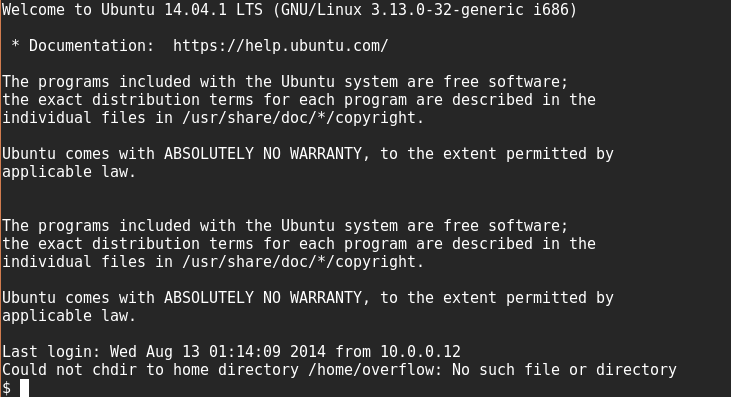 Welcome to Ubuntu 14.04.1 LTS (GNU/Linux 3.13.0-32-generic i686)
* Documentation:  https://help.ubuntu.com/
The programs included with the Ubuntu system are free software;
the exact distribution terms for each program are described in the
individual files in /usr/share/doc/*/copyright.
Ubuntu comes with ABSOLUTELY NO WARRANTY, to the extent permitted by
applicable law.
The programs included with the Ubuntu system are free software;
the exact distribution terms for each program are described in the
individual files in /usr/share/doc/*/copyright.
Ubuntu comes with ABSOLUTELY NO WARRANTY, to the extent permitted by
applicable law.
Last login: Wed Aug 13 01:14:09 2014 from 10.0.0.12
Could not chdir to home directory /home/overflow: No such file or directory
$